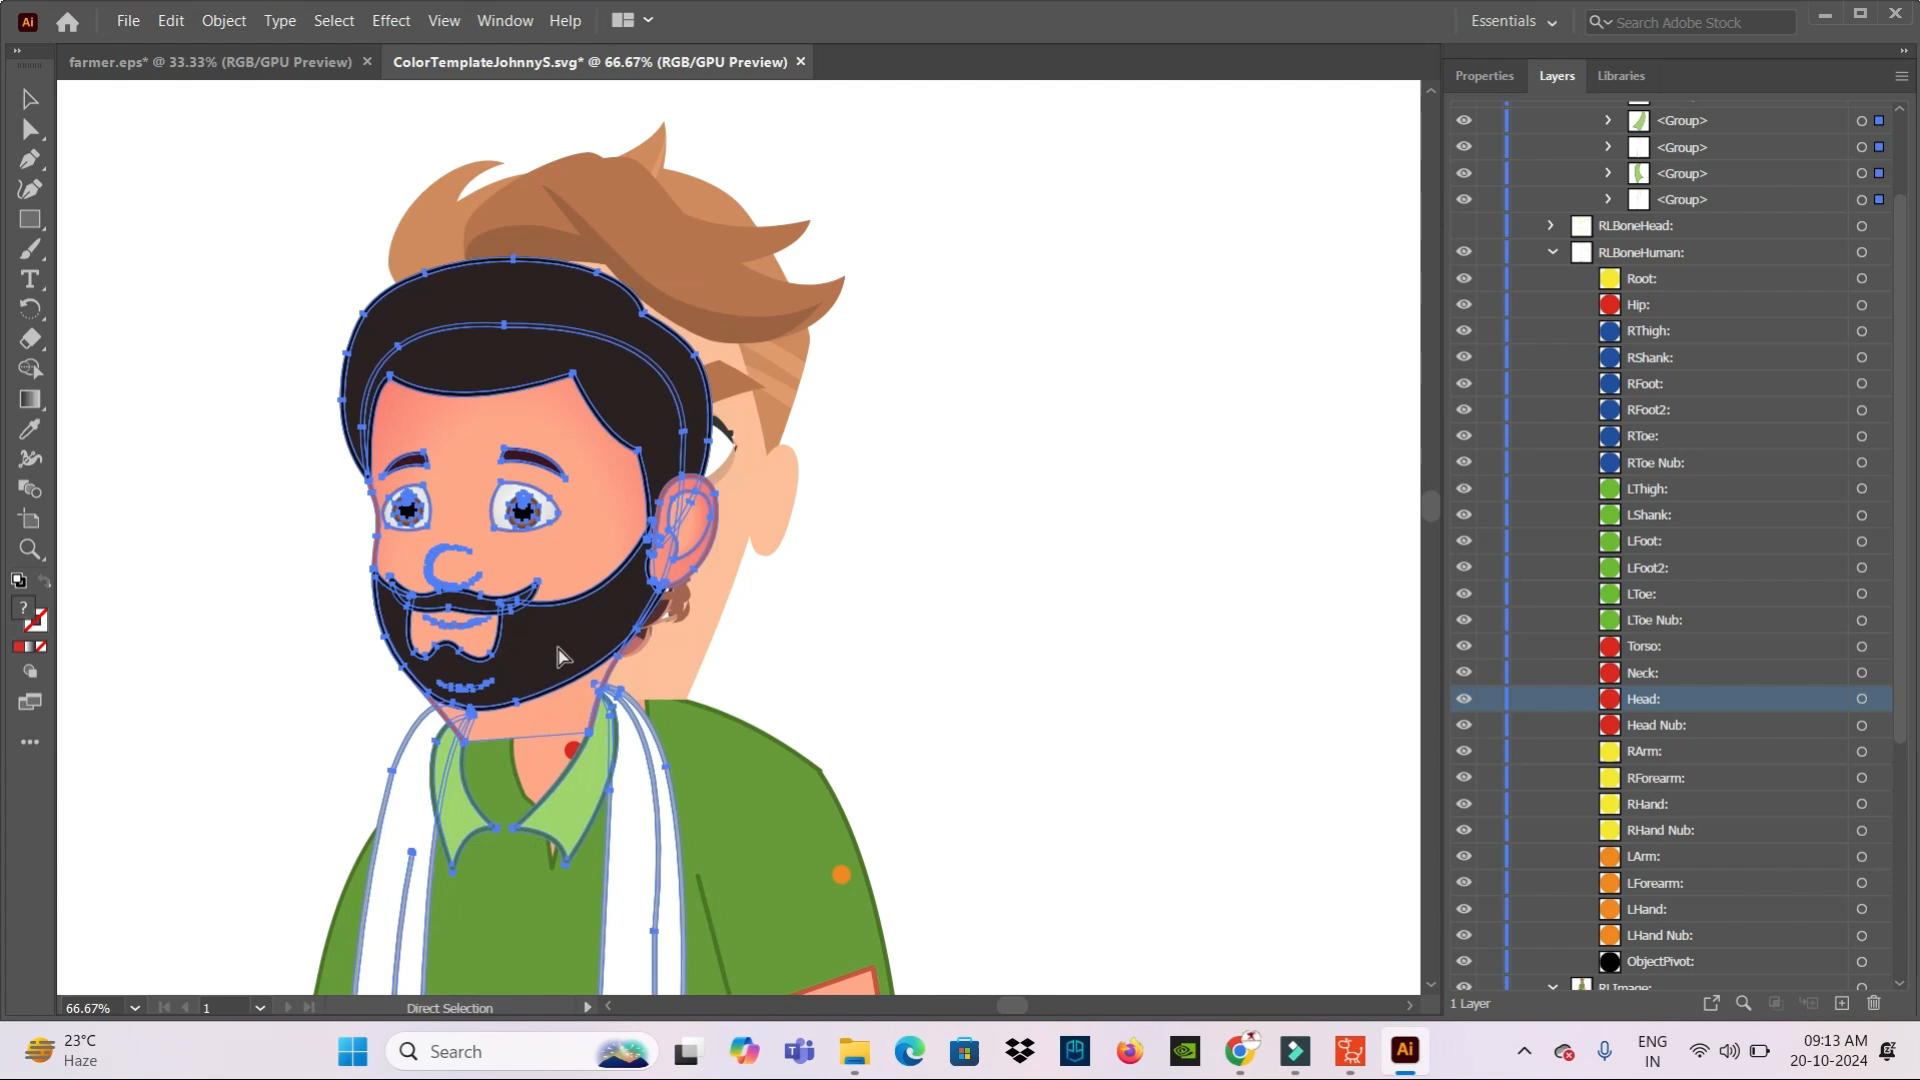 Ai File Edit Object Type Select Effect View Window Help Essentials Search Adobe Stock
farmer.eps* @ 33.33% (RGB/GPU Preview) × ColorTemplateJohnnyS.svg* @ 66.67% (RGB/GPU Preview) ×
Properties Layers Libraries
<Group>
<Group>
<Group>
<Group>
RLBoneHead:
RLBoneHuman:
Root:
Hip:
RThigh:
RShank:
RFoot:
RFoot2:
RToe:
RToe Nub:
LThigh:
LShank:
LFoot:
LFoot2:
LToe:
LToe Nub:
Torso:
Neck:
Head:
Head Nub:
RArm:
RForearm:
RHand:
RHand Nub:
LArm:
LForearm:
LHand:
LHand Nub:
ObjectPivot:
RLImage:
?
66.67% 1 Direct Selection
1 Layer
23°C
Haze
Search
Ai
ENG
IN
09:13 AM
20-10-2024